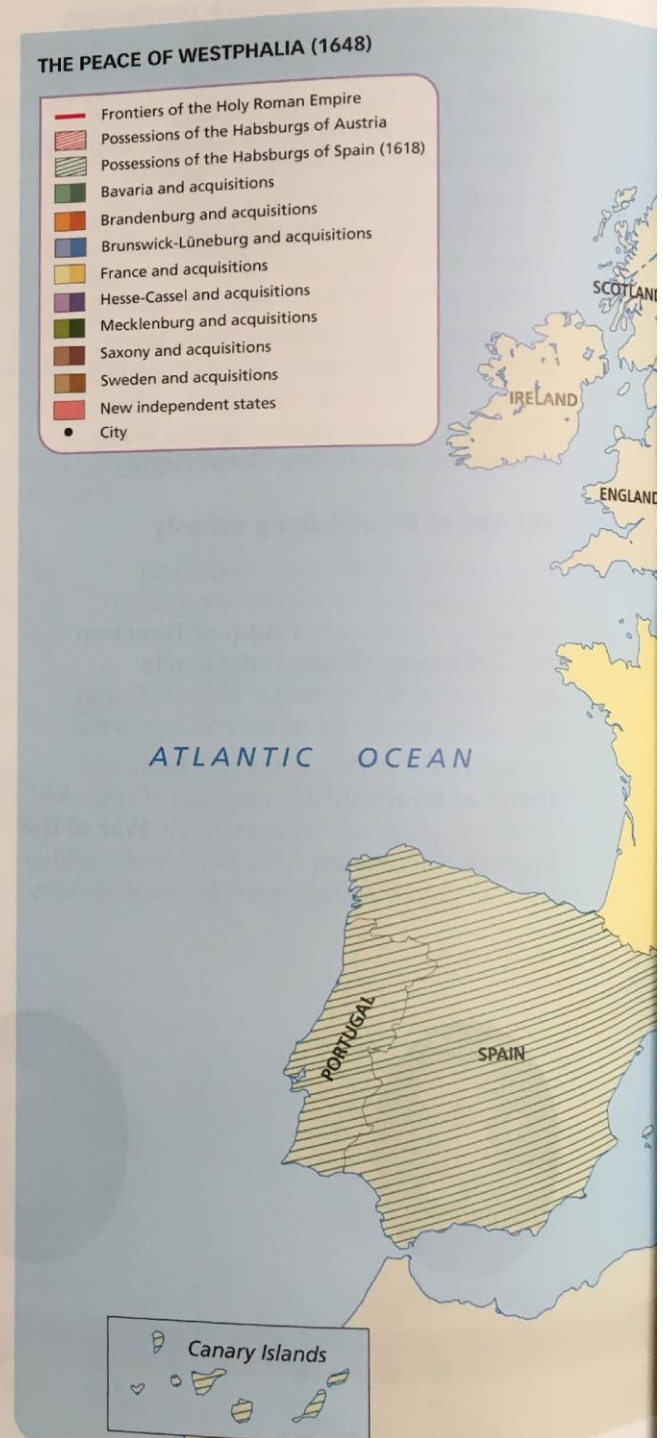 THE PEACE OF WESTPHALIA (1648)
Frontiers of the Holy Roman Empire
Possessions of the Habsburgs of Austria
Possessions of the Habsburgs of Spain (1618)
Bavaria and acquisitions
Brandenburg and acquisitions
Brunswick-Lüneburg and acquisitions
France and acquisitions
Hesse-Cassel and acquisitions
Mecklenburg and acquisitions
Saxony and acquisitions
Sweden and acquisitions
New independent states
City
SCOTLAND
IRELAND
ENGLAND
ATLANTIC OCEAN
PORTUGAL
SPAIN
Canary Islands